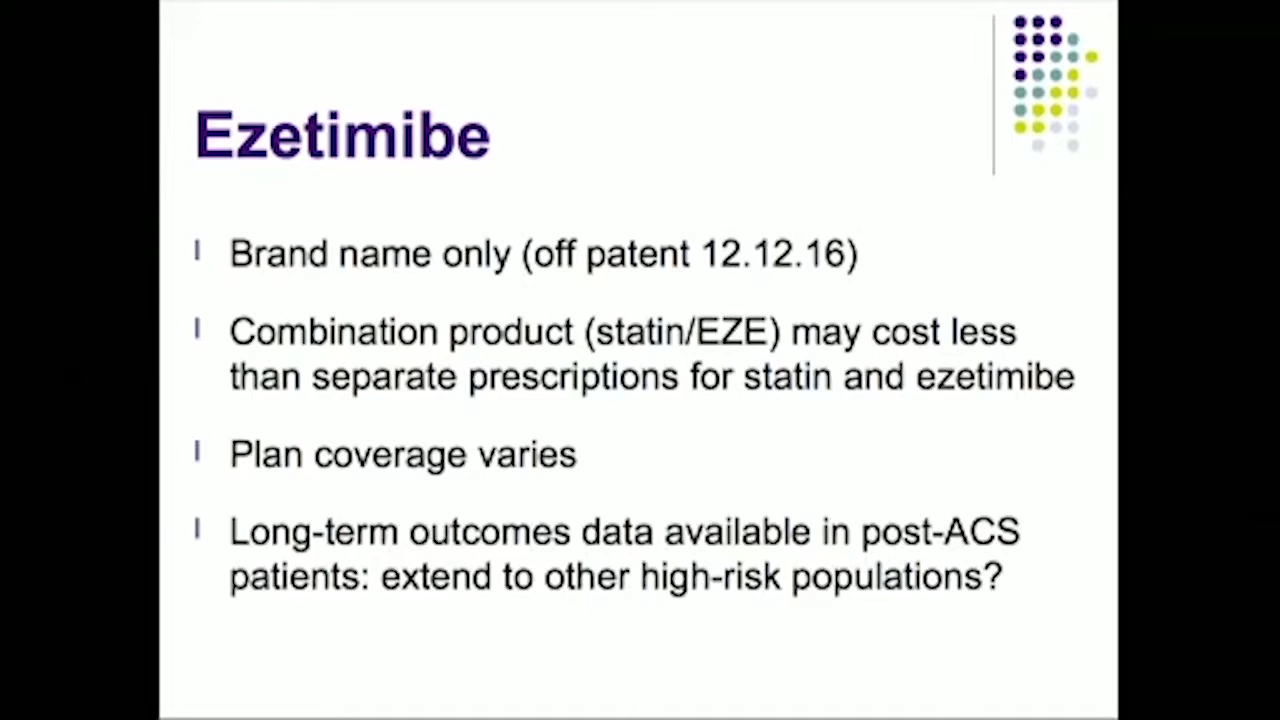 Ezetimibe
Brand name only (off patent 12.12.16)
Combination product (statin/EZE) may cost less
than separate prescriptions for statin and ezetimibe
Plan coverage varies
Long-term outcomes data available in post-ACS
patients: extend to other high-risk populations?